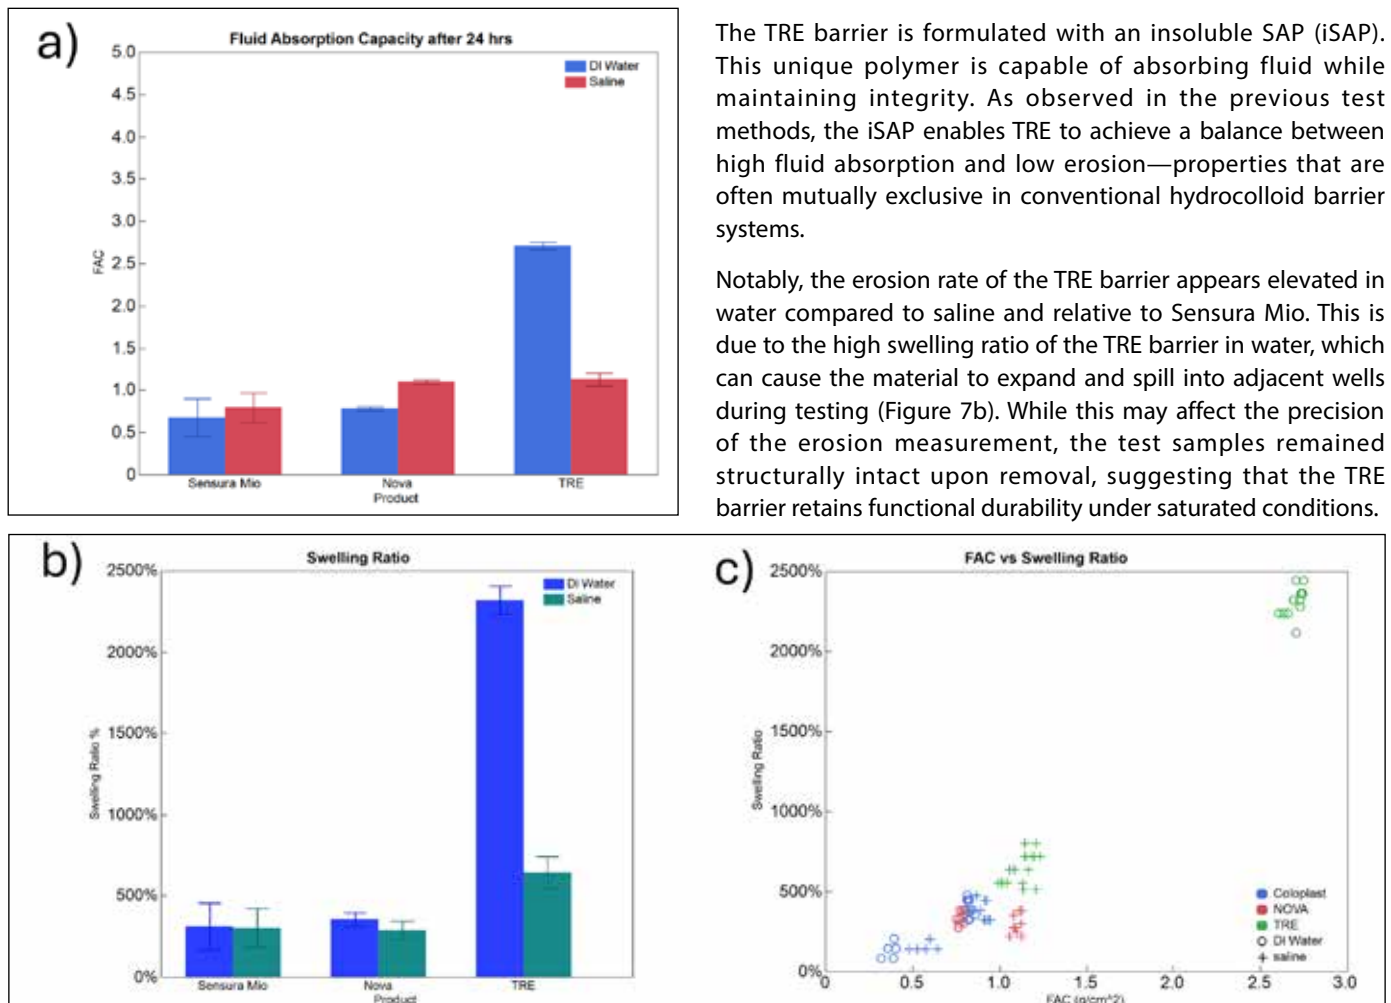 a)
Fluid Absorption Capacity after 24 hrs
5.0
4.5
4.0
3.5
3.0
2.5
2.0
1.5
1.0
0.5
0
FAC
DI Water
Saline
Sensura Mio
Nova
TRE
Product
The TRE barrier is formulated with an insoluble SAP (iSAP).
This unique polymer is capable of absorbing fluid while
maintaining integrity. As observed in the previous test
methods, the iSAP enables TRE to achieve a balance between
high fluid absorption and low erosion—properties that are
often mutually exclusive in conventional hydrocolloid barrier
systems.
Notably, the erosion rate of the TRE barrier appears elevated in
water compared to saline and relative to Sensura Mio. This is
due to the high swelling ratio of the TRE barrier in water, which
can cause the material to expand and spill into adjacent wells
during testing (Figure 7b). While this may affect the precision
of the erosion measurement, the test samples remained
structurally intact upon removal, suggesting that the TRE
barrier retains functional durability under saturated conditions.
b)
Swelling Ratio
2500%
2000%
1500%
1000%
500%
0%
Swelling Ratio %
DI Water
Saline
Sensura Mio
Nova
TRE
Product
c)
FAC vs Swelling Ratio
2500%
2000%
1500%
1000%
500%
0%
Swelling Ratio
Coloplast
NOVA
TRE
DI Water
saline
0
0.5
1.0
1.5
2.0
2.5
3.0
FAC (g/cm^2)